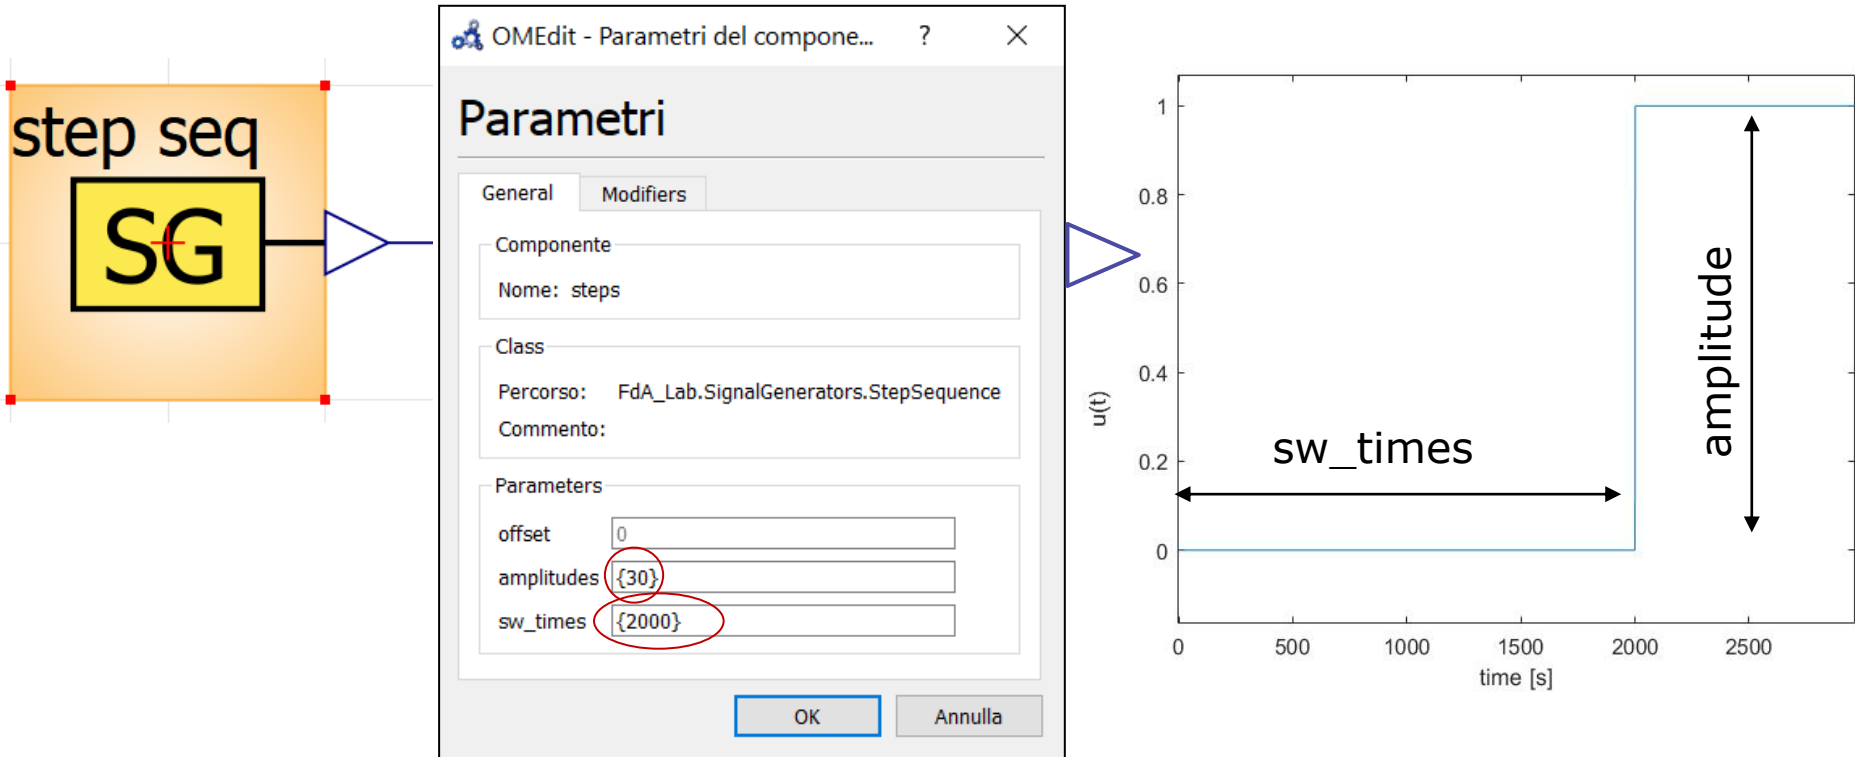 step seq
SG
OMEdit - Parametri del compone... ?
Parametri
General Modifiers
Componente
Nome: steps
Class
Percorso: FdA_Lab.SignalGenerators.StepSequence
Commento:
Parameters
offset 0
amplitudes {30}
sw_times {2000}
OK Annulla
1
0.8
0.6
0.4
0.2
0
u(t)
sw_times
amplitude
0 500 1000 1500 2000 2500
time [s]